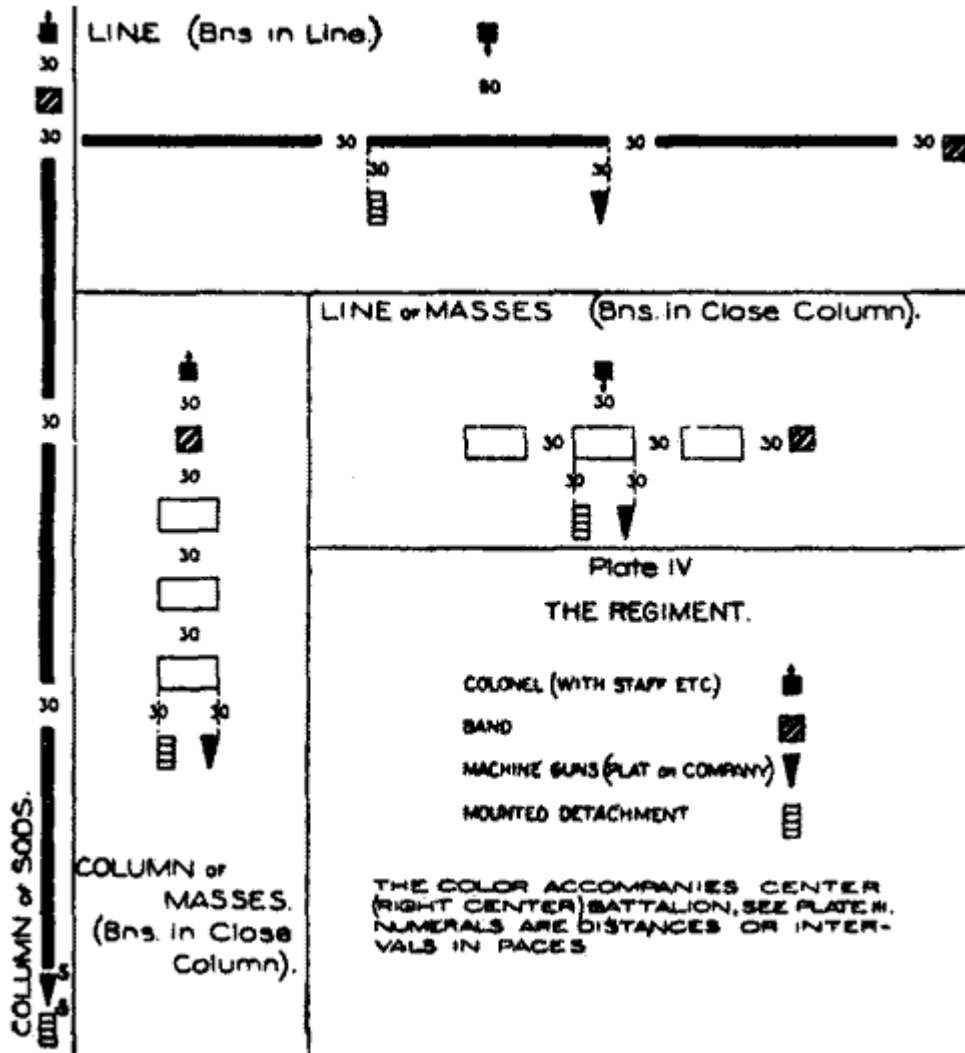 LINE (Bns in Line.)
30
80
30
30 30 30
30 30
LINE of MASSES (Bns. in Close Column).
30
30
30 30 30
30
30 30
30
30
30
30 30
30
Plate IV
THE REGIMENT.
COLONEL (WITH STAFF ETC)
BAND
MACHINE GUNS (PLAT or COMPANY)
MOUNTED DETACHMENT
COLUMN of SQDS.
COLUMN of
MASSES.
(Bns. in Close
Column).
THE COLOR ACCOMPANIES CENTER
(RIGHT CENTER) BATTALION, SEE PLATE III.
NUMERALS ARE DISTANCES OR INTER-
VALS IN PACES